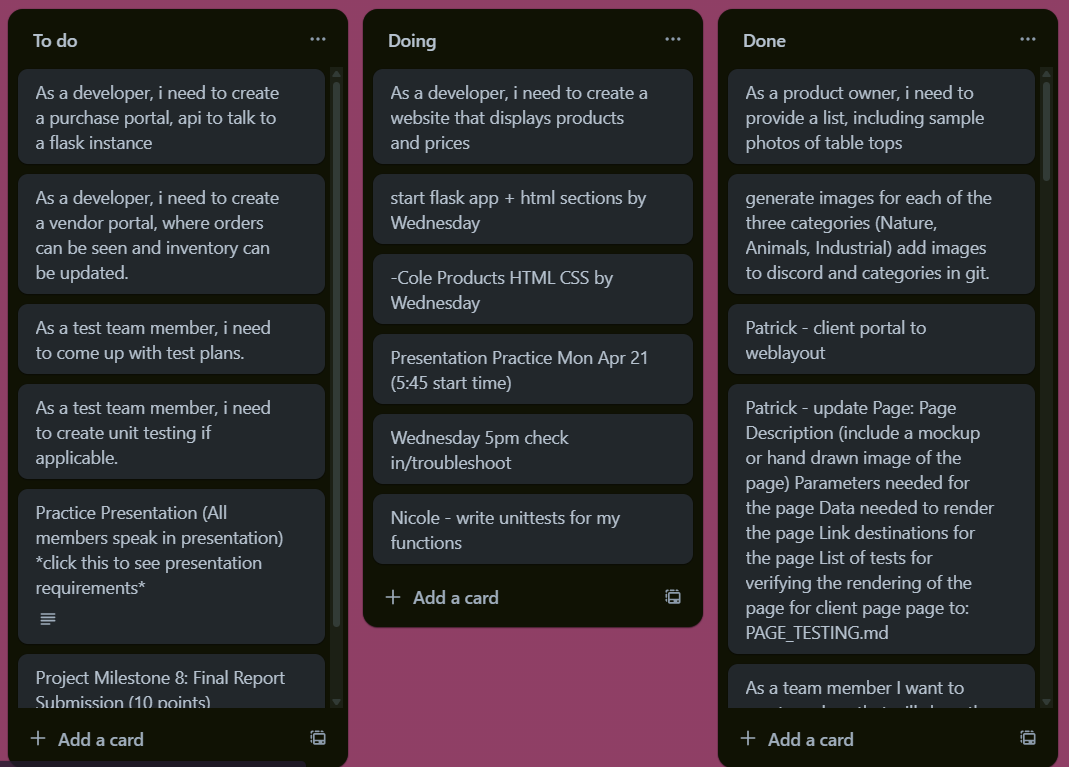 To do
As a developer, i need to create
a purchase portal, api to talk to
a flask instance
As a developer, i need to create
a vendor portal, where orders
can be seen and inventory can
be updated.
As a test team member, i need
to come up with test plans.
As a test team member, i need
to create unit testing if
applicable.
Practice Presentation (All
members speak in presentation)
*click this to see presentation
requirements*
Project Milestone 8: Final Report
Submission (10 points)
Add a card
Doing
As a developer, i need to create a
website that displays products
and prices
start flask app + html sections by
Wednesday
-Cole Products HTML CSS by
Wednesday
Presentation Practice Mon Apr 21
(5:45 start time)
Wednesday 5pm check
in/troubleshoot
Nicole - write unittests for my
functions
Add a card
Done
As a product owner, i need to
provide a list, including sample
photos of table tops
generate images for each of the
three categories (Nature,
Animals, Industrial) add images
to discord and categories in git.
Patrick - client portal to
weblayout
Patrick - update Page: Page
Description (include a mockup
or hand drawn image of the
page) Parameters needed for
the page Data needed to render
the page Link destinations for
the page List of tests for
verifying the rendering of the
page for client page page to:
PAGE_TESTING.md
As a team member I want to
Add a card